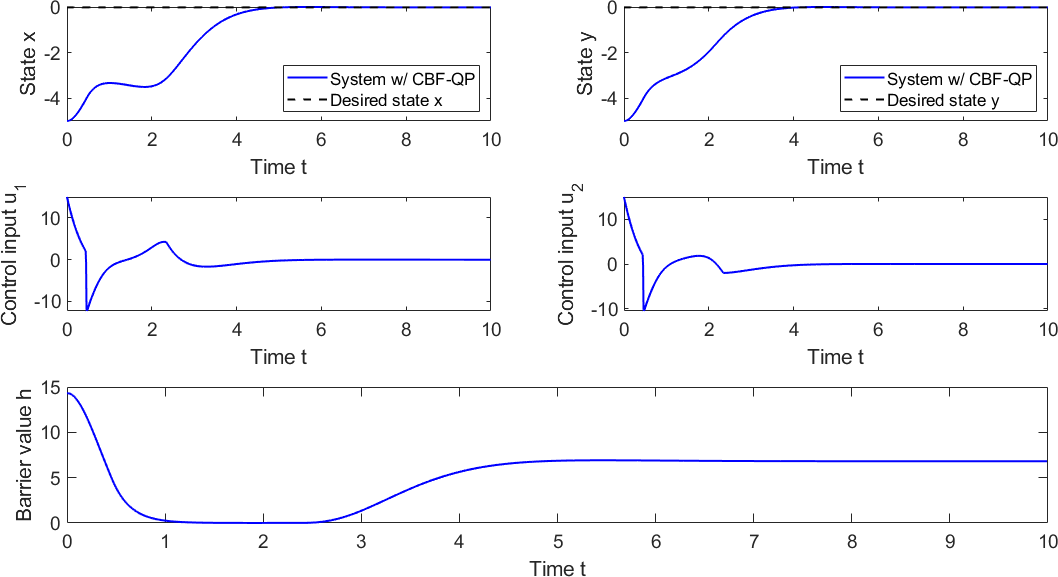 State x
0
-2
-4
System w/ CBF-QP
Desired state x
0 2 4 6 8 10
Time t
State y
0
-2
-4
System w/ CBF-QP
Desired state y
0 2 4 6 8 10
Time t
Control input u1
10
0
-10
0 2 4 6 8 10
Time t
Control input u2
10
0
-10
0 2 4 6 8 10
Time t
Barrier value h
15
10
5
0
0 1 2 3 4 5 6 7 8 9 10
Time t